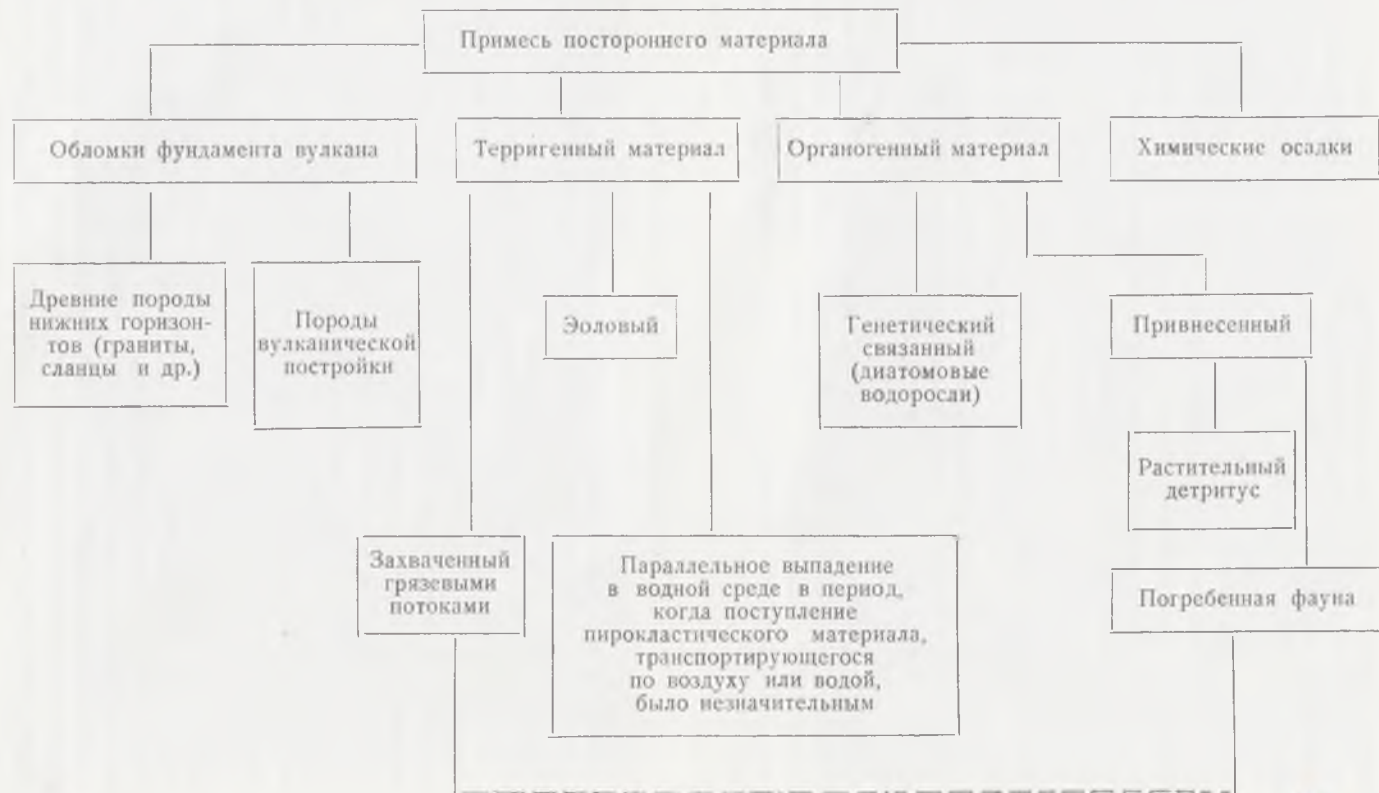 Примесь постороннего материала
Обломки фундамента вулкана
Терригенный материал
Органогенный материал
Химические осадки
Древние породы
нижних горизон-
тов (граниты,
сланцы и др.)
Породы
вулканической
постройки
Эоловый
Генетический
связанный
(диатомовые
водоросли)
Привнесенный
Растительный
детритус
Захваченный
грязевыми
потоками
Параллельное выпадение
в водной среде в период,
когда поступление
пирокластического материала,
транспортирующегося
по воздуху или водой,
было незначительным
Погребенная фауна